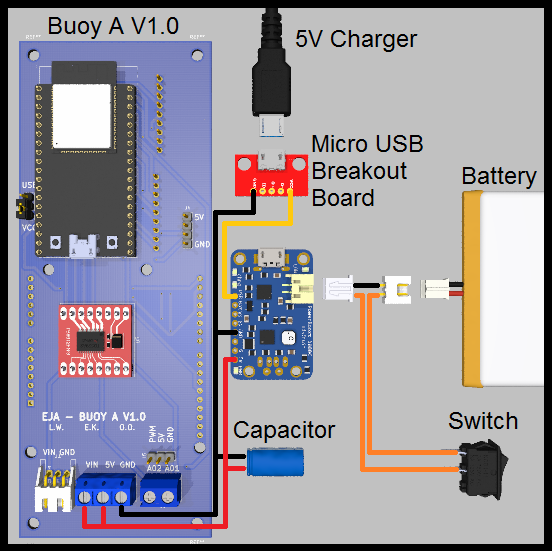 Buoy A V1.0
5V Charger
Micro USB
Breakout
Board
Battery
USB
VCC
5V
GND
EJA - BUOY A V1.0
L.W. E.K. O.O.
PWM
5V
GND
VIN GND
VIN 5V GND
A02 A01
Capacitor
Switch